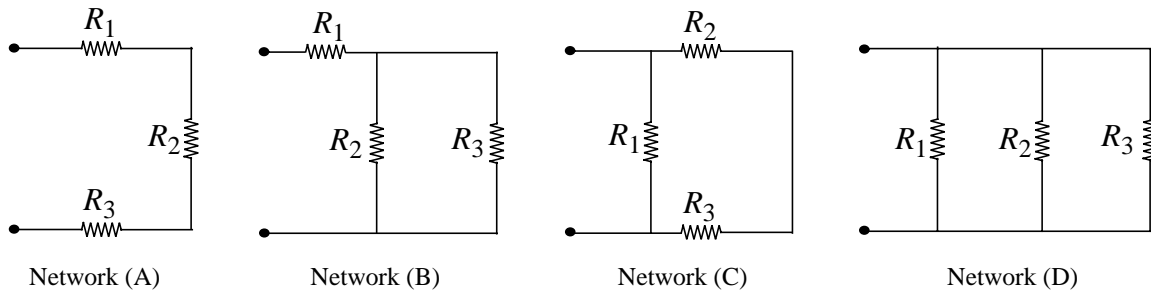 R1
R2
R3
Network (A)
R1
R2
R3
Network (B)
R2
R1
R3
Network (C)
R1
R2
R3
Network (D)